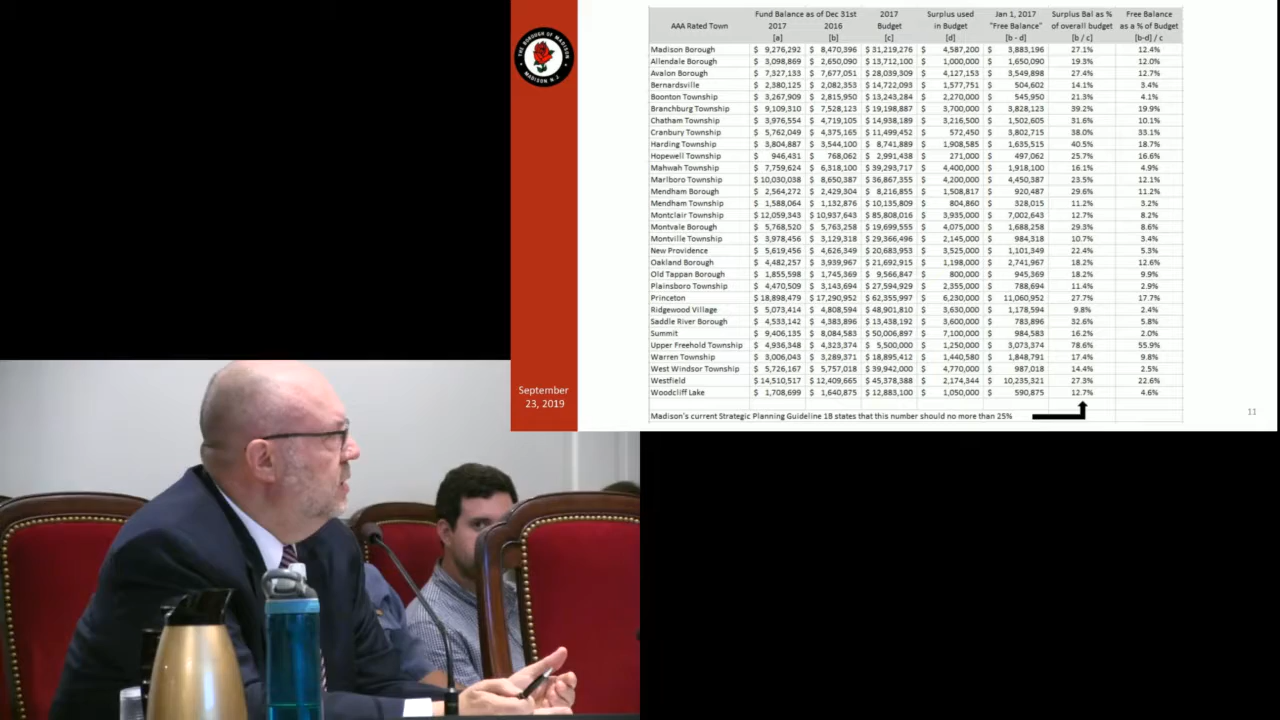 THE BOROUGH OF MADISON
MADISON N.J.
September
23, 2019
Fund Balance as of Dec 31st 2017 Surplus used Jan 1, 2017 Surplus Bal as % Free Balance
AAA Rated Town 2017 2016 Budget in Budget "Free Balance" of overall budget as a % of Budget
[a] [b] [c] [d] [b - d] [b / c] [b-d] / c
Madison Borough $ 9,276,292 $ 8,470,396 $ 31,219,276 $ 4,587,200 $ 3,883,196 27.1% 12.4%
Allendale Borough $ 3,098,869 $ 2,650,090 $ 13,712,100 $ 1,000,000 $ 1,650,090 19.3% 12.0%
Avalon Borough $ 7,327,133 $ 7,677,051 $ 28,039,309 $ 4,127,153 $ 3,549,898 27.4% 12.7%
Bernardsville $ 2,380,125 $ 2,082,353 $ 14,722,093 $ 1,577,751 $ 504,602 14.1% 3.4%
Boonton Township $ 3,267,909 $ 2,815,950 $ 13,243,284 $ 2,270,000 $ 545,950 21.3% 4.1%
Branchburg Township $ 9,109,310 $ 7,528,123 $ 19,198,887 $ 3,700,000 $ 3,828,123 39.2% 19.9%
Chatham Township $ 3,976,554 $ 4,719,105 $ 14,938,189 $ 3,216,500 $ 1,502,605 31.6% 10.1%
Cranbury Township $ 5,762,049 $ 4,375,165 $ 11,499,452 $ 572,450 $ 3,802,715 38.0% 33.1%
Harding Township $ 3,804,887 $ 3,544,100 $ 8,741,889 $ 1,908,585 $ 1,635,515 40.5% 18.7%
Hopewell Township $ 946,431 $ 768,062 $ 2,991,438 $ 271,000 $ 497,062 25.7% 16.6%
Mahwah Township $ 7,759,624 $ 6,318,100 $ 39,293,717 $ 4,400,000 $ 1,918,100 16.1% 4.9%
Marlboro Township $ 10,030,038 $ 8,650,387 $ 36,867,355 $ 4,200,000 $ 4,450,387 23.5% 12.1%
Mendham Borough $ 2,564,272 $ 2,429,304 $ 8,216,855 $ 1,508,817 $ 920,487 29.6% 11.2%
Mendham Township $ 1,588,064 $ 1,132,876 $ 10,135,809 $ 804,860 $ 328,015 11.2% 3.2%
Montclair Township $ 12,059,343 $ 10,937,643 $ 85,808,016 $ 3,935,000 $ 7,002,643 12.7% 8.2%
Montvale Borough $ 5,768,520 $ 5,763,258 $ 19,699,555 $ 4,075,000 $ 1,688,258 29.3% 8.6%
Montville Township $ 3,978,456 $ 3,129,318 $ 29,366,496 $ 2,145,000 $ 984,318 10.7% 3.4%
New Providence $ 5,619,456 $ 4,626,349 $ 20,683,953 $ 3,525,000 $ 1,101,349 22.4% 5.3%
Oakland Borough $ 4,482,257 $ 3,939,967 $ 21,692,915 $ 1,198,000 $ 2,741,967 18.2% 12.6%
Old Tappan Borough $ 1,855,598 $ 1,745,369 $ 9,566,847 $ 800,000 $ 945,369 18.2% 9.9%
Plainsboro Township $ 4,470,509 $ 3,143,694 $ 27,594,929 $ 2,355,000 $ 788,694 11.4% 2.9%
Princeton $ 18,898,479 $ 17,290,952 $ 62,355,997 $ 6,230,000 $ 11,060,952 27.7% 17.7%
Ridgewood Village $ 5,073,414 $ 4,808,594 $ 48,901,810 $ 3,630,000 $ 1,178,594 9.8% 2.4%
Saddle River Borough $ 4,533,142 $ 4,383,896 $ 13,438,192 $ 3,600,000 $ 783,896 32.6% 5.8%
Summit $ 9,406,135 $ 8,084,583 $ 50,006,897 $ 7,100,000 $ 984,583 16.2% 2.0%
Upper Freehold Township $ 4,936,348 $ 4,323,374 $ 5,500,000 $ 1,250,000 $ 3,073,374 78.6% 55.9%
Warren Township $ 3,006,043 $ 3,289,371 $ 18,895,412 $ 1,440,580 $ 1,848,791 17.4% 9.8%
West Windsor Township $ 5,726,167 $ 5,757,018 $ 39,942,000 $ 4,770,000 $ 987,018 14.4% 2.5%
Westfield $ 14,510,517 $ 12,409,665 $ 45,378,388 $ 2,174,344 $ 10,235,321 27.3% 22.6%
Woodcliff Lake $ 1,708,699 $ 1,640,875 $ 12,883,100 $ 1,050,000 $ 590,875 12.7% 4.6%
Madison's current Strategic Planning Guideline 1B states that this number should no more than 25%
11